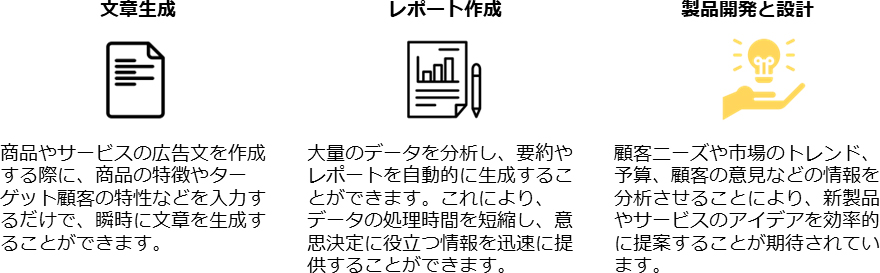 文章生成
商品やサービスの広告文を作成
する際に、商品の特徴やター
ゲット顧客の特性などを入力す
るだけで、瞬時に文章を生成す
ることができます。
レポート作成
大量のデータを分析し、要約や
レポートを自動的に生成するこ
とができます。これにより、
データの処理時間を短縮し、意
思決定に役立つ情報を迅速に提
供することができます。
製品開発と設計
顧客ニーズや市場のトレンド、
予算、顧客の意見などの情報を
分析させることにより、新製品
やサービスのアイデアを効率的
に提案することが期待されてい
ます。